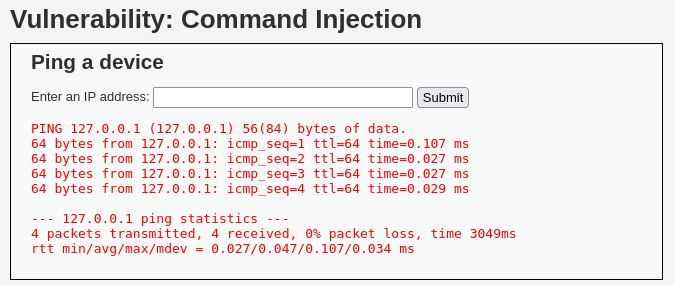 Vulnerability: Command Injection
Ping a device
Enter an IP address: Submit
PING 127.0.0.1 (127.0.0.1) 56(84) bytes of data.
64 bytes from 127.0.0.1: icmp_seq=1 ttl=64 time=0.107 ms
64 bytes from 127.0.0.1: icmp_seq=2 ttl=64 time=0.027 ms
64 bytes from 127.0.0.1: icmp_seq=3 ttl=64 time=0.027 ms
64 bytes from 127.0.0.1: icmp_seq=4 ttl=64 time=0.029 ms
--- 127.0.0.1 ping statistics ---
4 packets transmitted, 4 received, 0% packet loss, time 3049ms
rtt min/avg/max/mdev = 0.027/0.047/0.107/0.034 ms